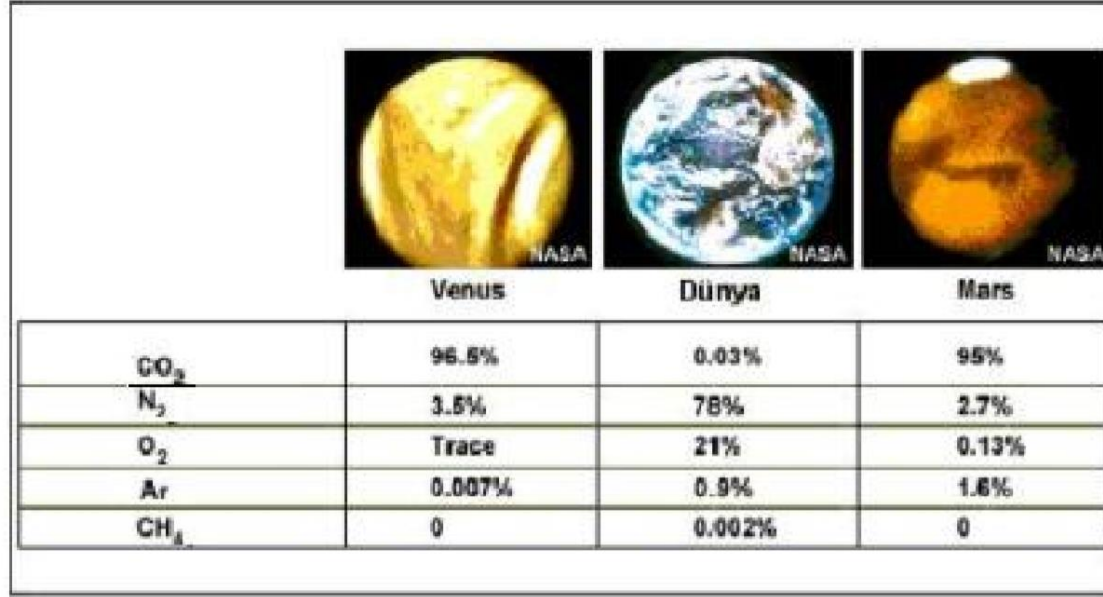 NASA NASA NASA
Venus Dünya Mars
CO₂ 96.5% 0.03% 95%
N₂ 3.5% 78% 2.7%
O₂ Trace 21% 0.13%
Ar 0.007% 0.9% 1.6%
CH₄ 0 0.002% 0